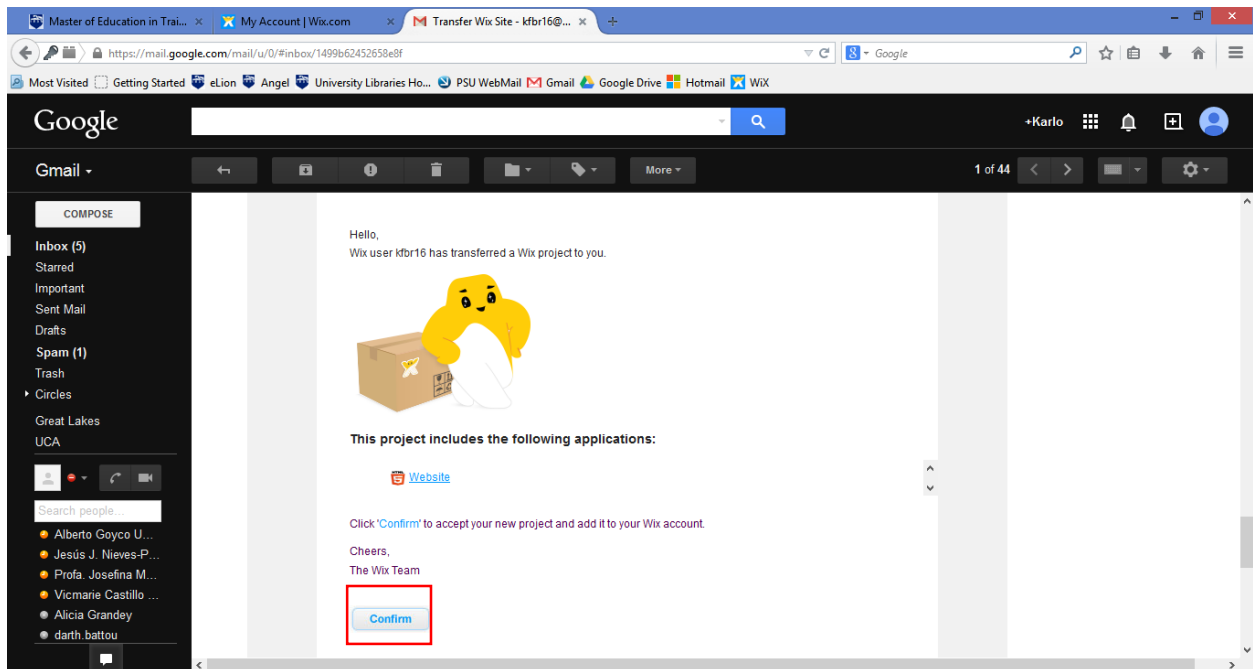 Master of Education in Trai... × My Account | Wix.com × Transfer Wix Site - kfbr16@... × +
https://mail.google.com/mail/u/0/#inbox/1499b62452658e8f Google
Most Visited Getting Started eLion Angel University Libraries Ho... PSU WebMail Gmail Google Drive Hotmail WiX
Google +Karlo
Gmail More 1 of 44
COMPOSE
Inbox (5)
Starred
Important
Sent Mail
Drafts
Spam (1)
Trash
Circles
Great Lakes
UCA
Search people...
Alberto Goyco U...
Jesús J. Nieves-P...
Profa. Josefina M...
Vicmarie Castillo ...
Alicia Grandey
darth.battou
Hello,
Wix user kfbr16 has transferred a Wix project to you.
This project includes the following applications:
Website
Click 'Confirm' to accept your new project and add it to your Wix account.
Cheers,
The Wix Team
Confirm